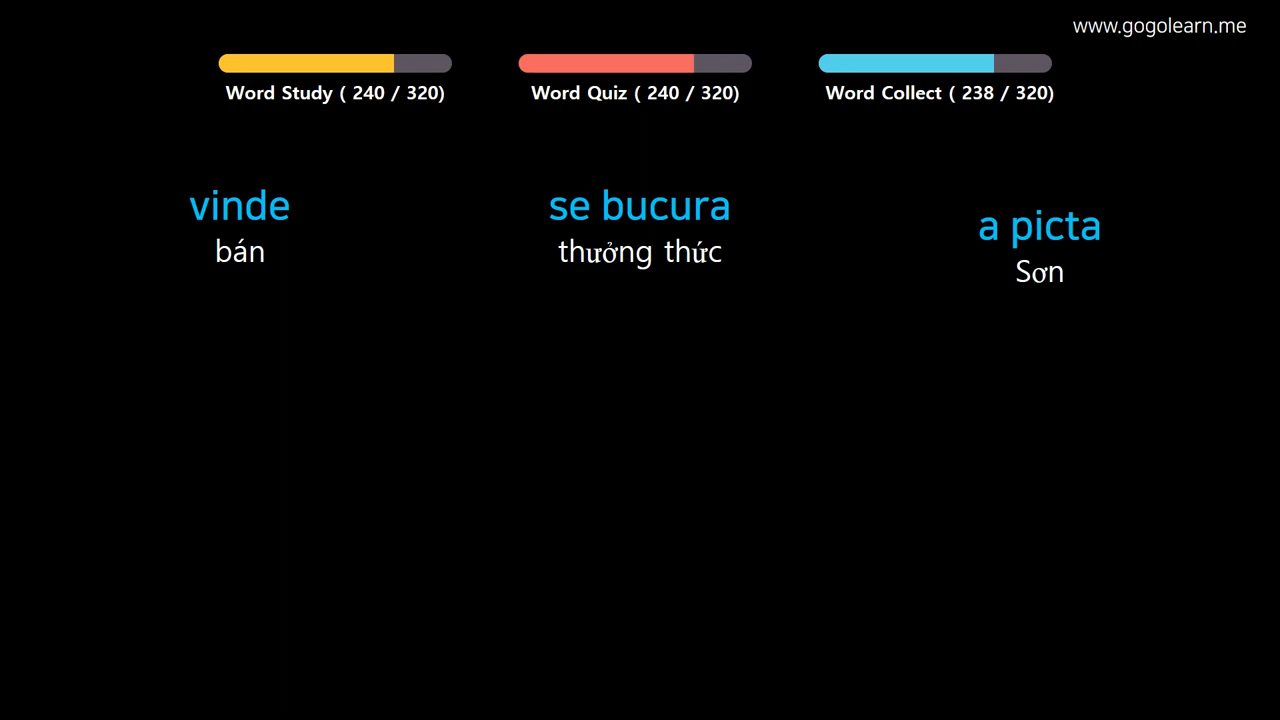 www.gogolearn.me
Word Study ( 240 / 320)
Word Quiz ( 240 / 320)
Word Collect ( 238 / 320)
vinde
bán
se bucura
thưởng thức
a picta
Sơn